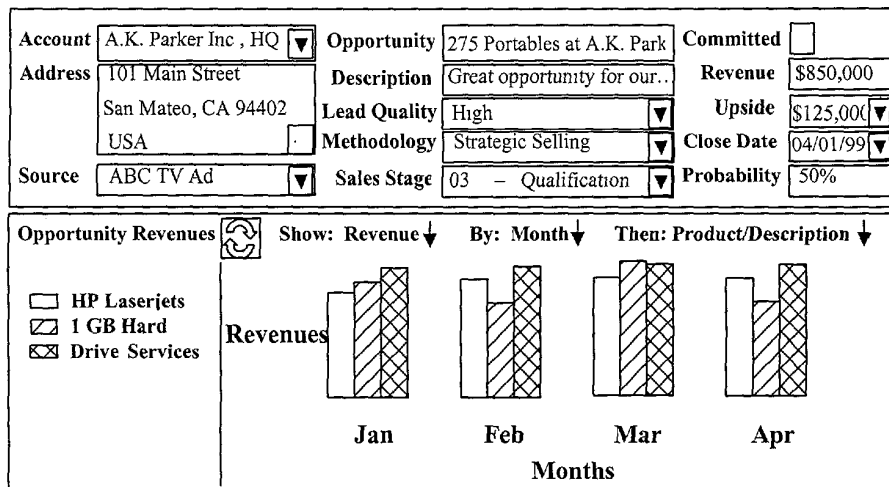 Account A.K. Parker Inc , HQ Opportunity 275 Portables at A.K. Park Committed
Address 101 Main Street Description Great opportunity for our.. Revenue $850,000
San Mateo, CA 94402 Lead Quality High Upside $125,000
USA Methodology Strategic Selling Close Date 04/01/99
Source ABC TV Ad Sales Stage 03 – Qualification Probability 50%
Opportunity Revenues Show: Revenue By: Month Then: Product/Description
HP Laserjets
1 GB Hard
Drive Services
Revenues
Jan Feb Mar Apr
Months